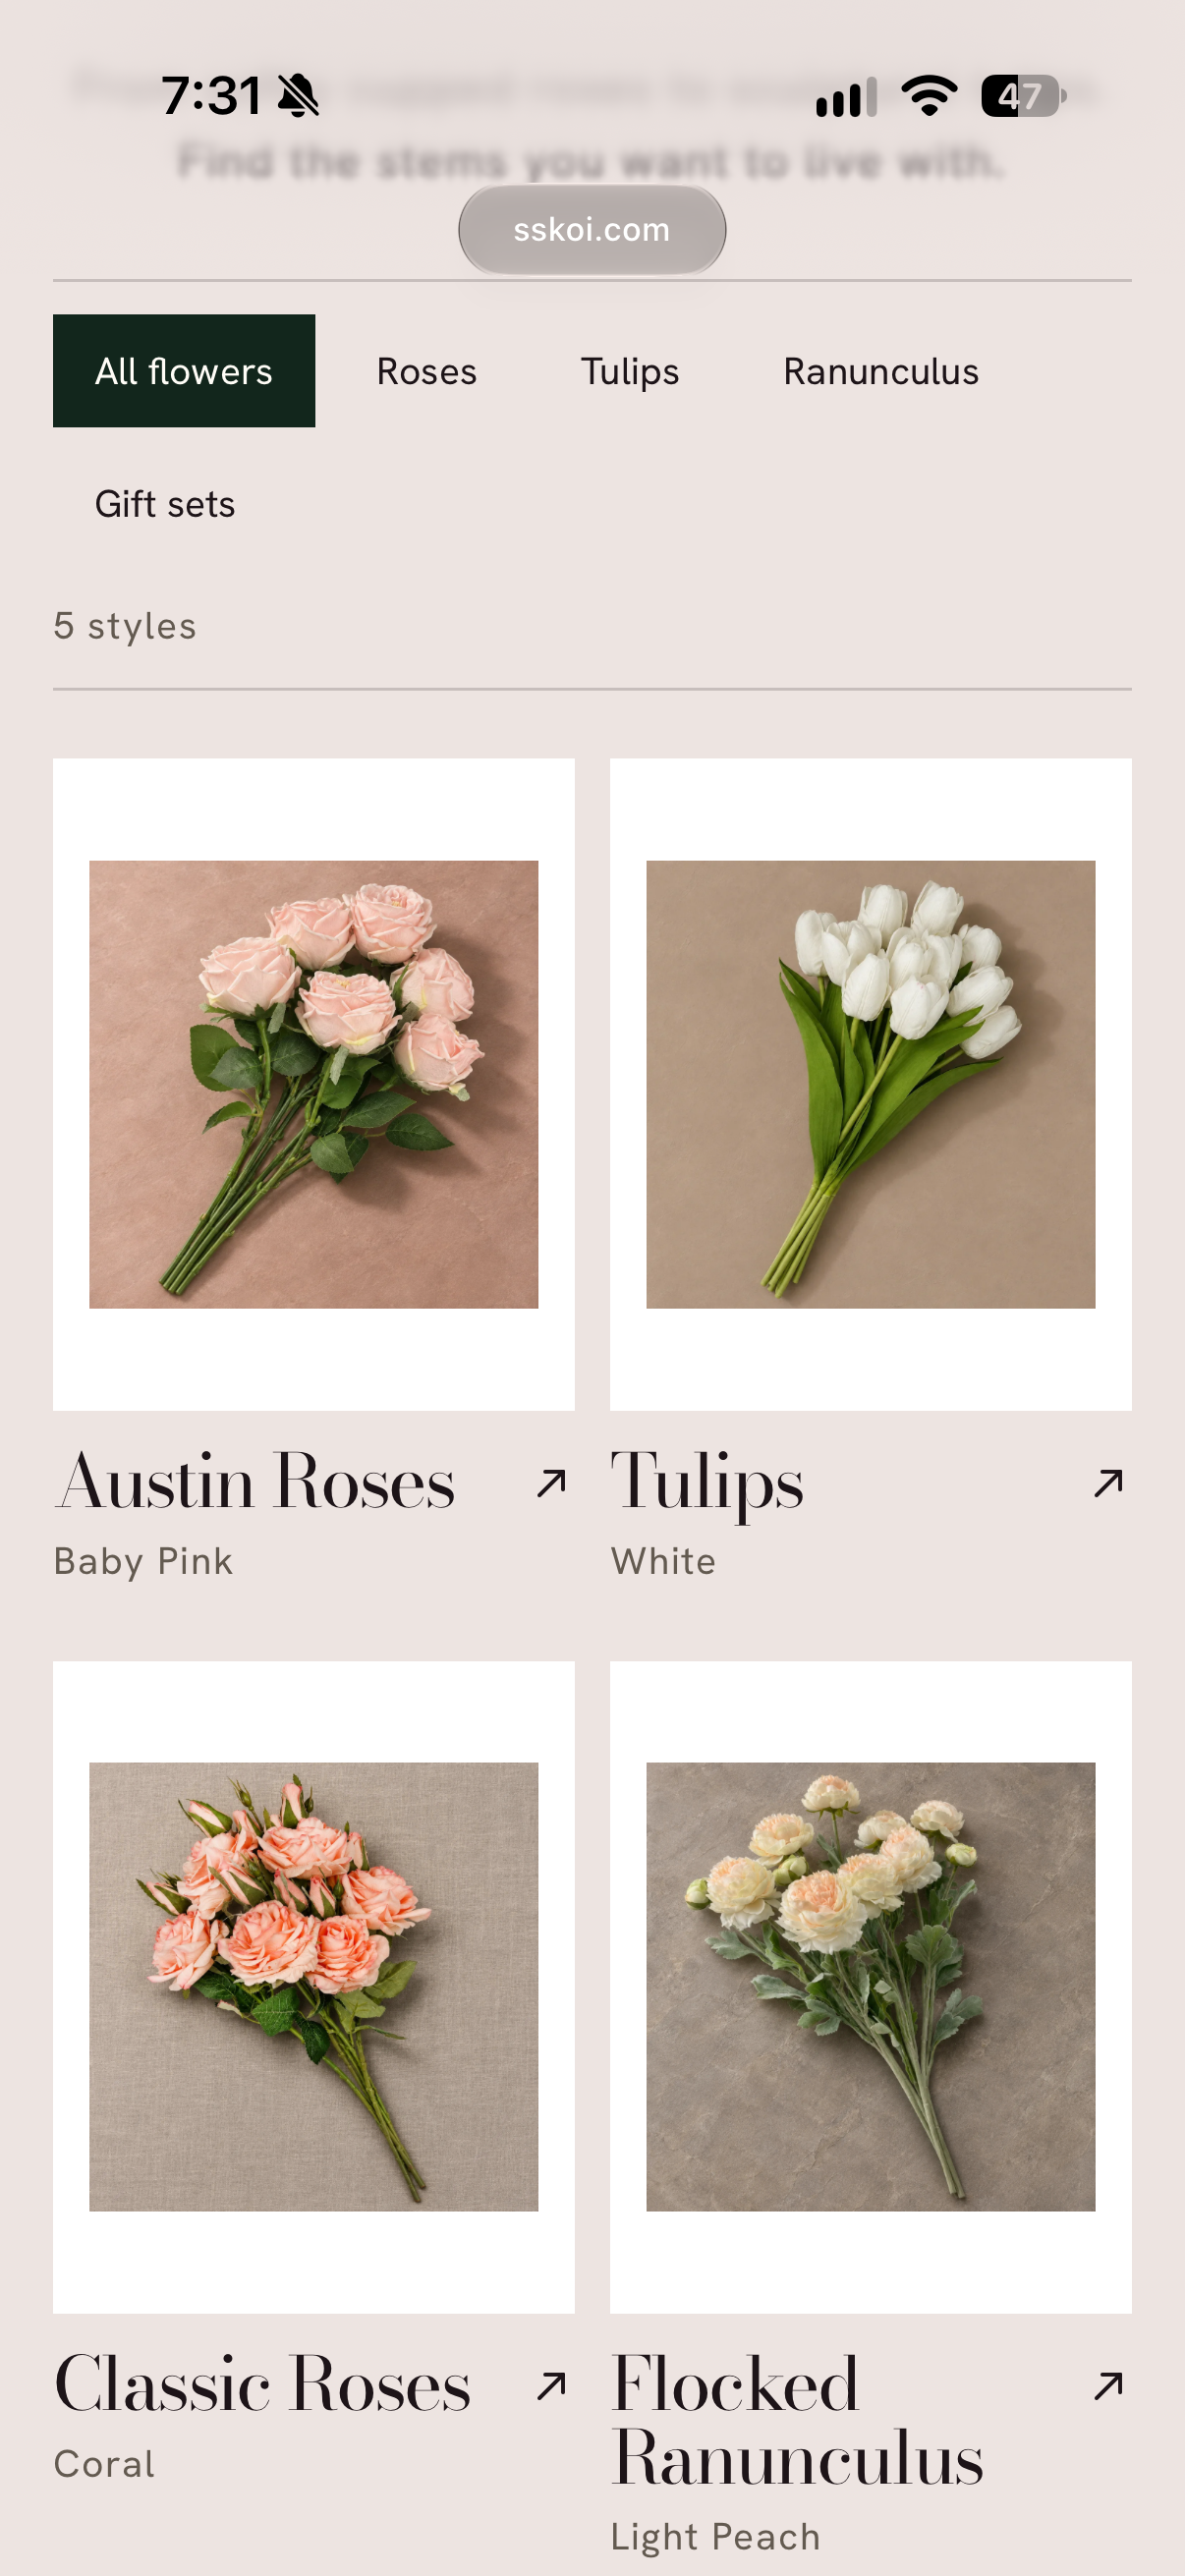 7:31
47
Find the stems you want to live with.
sskoi.com
All flowers
Roses
Tulips
Ranunculus
Gift sets
5 styles
Austin Roses
Baby Pink
Tulips
White
Classic Roses
Coral
Flocked
Ranunculus
Light Peach